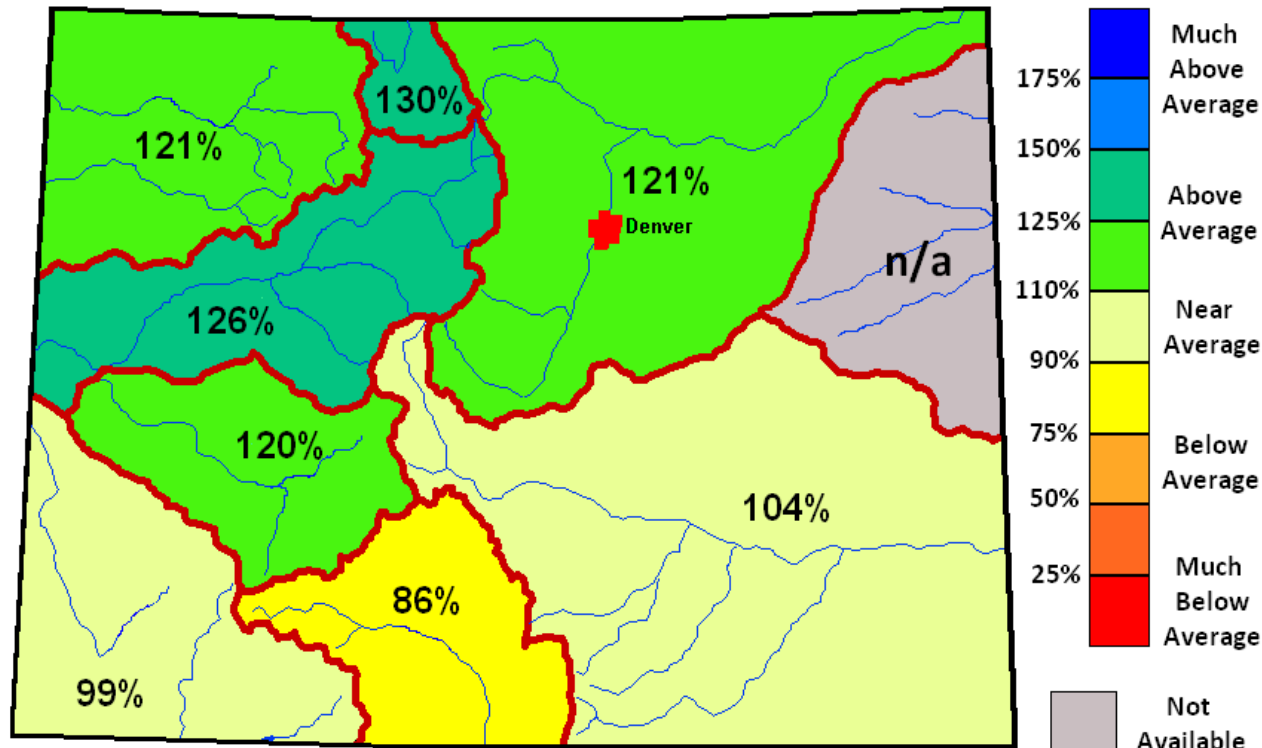 130%
121%
121%
Denver
n/a
126%
120%
104%
86%
99%
Much
Above
Average
175%
150%
Above
Average
125%
110%
Near
Average
90%
75%
Below
Average
50%
25%
Much
Below
Average
Not
Available